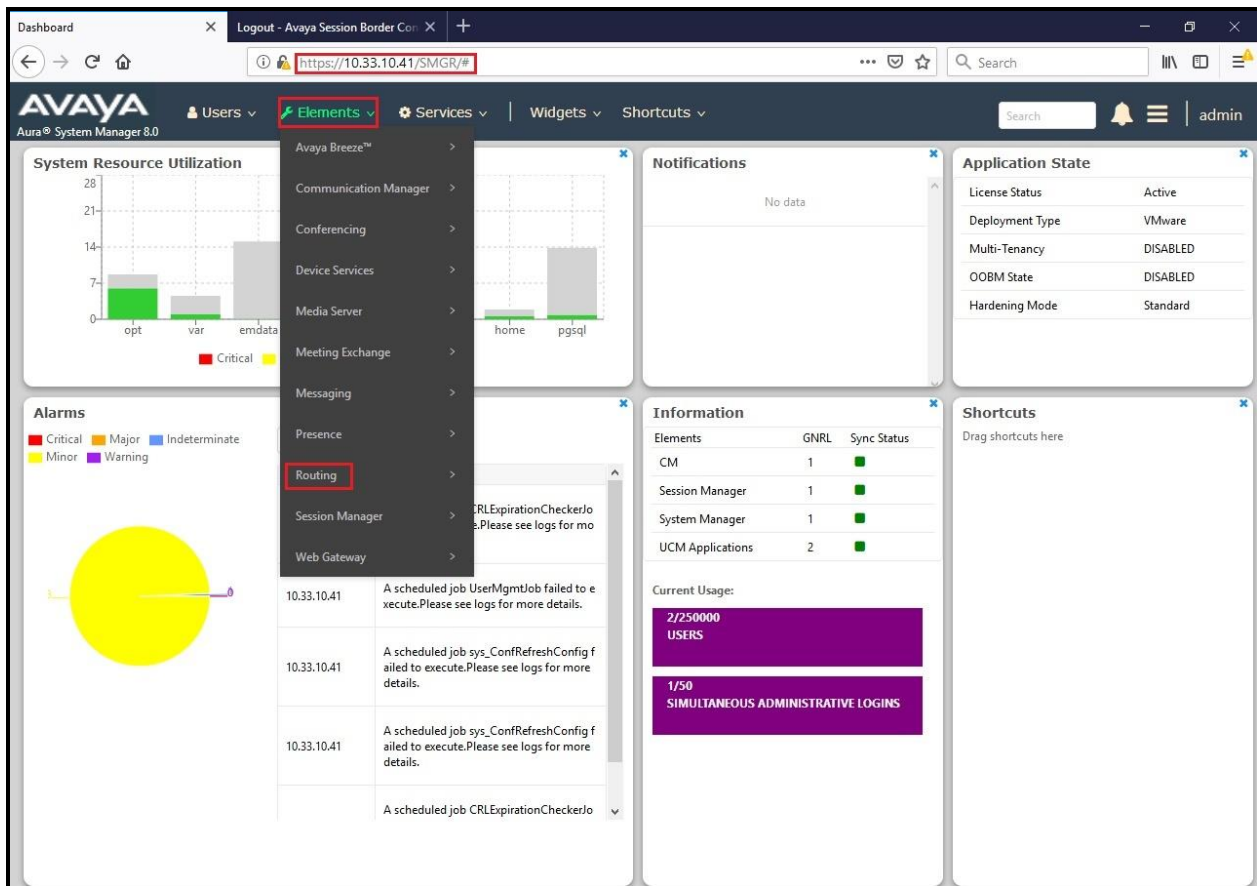 Dashboard
Logout - Avaya Session Border Con
https://10.33.10.41/SMGR/#
Search
AVAYA
Aura® System Manager 8.0
Users
Elements
Services
Widgets
Shortcuts
Search
admin
Avaya Breeze™
Communication Manager
Conferencing
Device Services
Media Server
Meeting Exchange
Messaging
Presence
Routing
Session Manager
Web Gateway
System Resource Utilization
28
21
14
7
0
opt
var
emdata
home
pgsql
Critical
Notifications
No data
Application State
License Status Active
Deployment Type VMware
Multi-Tenancy DISABLED
OOBM State DISABLED
Hardening Mode Standard
Alarms
Critical Major Indeterminate
Minor Warning
CRLExpirationCheckerJo
e.Please see logs for mo
10.33.10.41
A scheduled job UserMgmtJob failed to e
xecute.Please see logs for more details.
10.33.10.41
A scheduled job sys_ConfRefreshConfig f
ailed to execute.Please see logs for more
details.
10.33.10.41
A scheduled job sys_ConfRefreshConfig f
ailed to execute.Please see logs for more
details.
A scheduled job CRLExpirationCheckerJo
Information
Elements GNRL Sync Status
CM 1
Session Manager 1
System Manager 1
UCM Applications 2
Current Usage:
2/250000
USERS
1/50
SIMULTANEOUS ADMINISTRATIVE LOGINS
Shortcuts
Drag shortcuts here